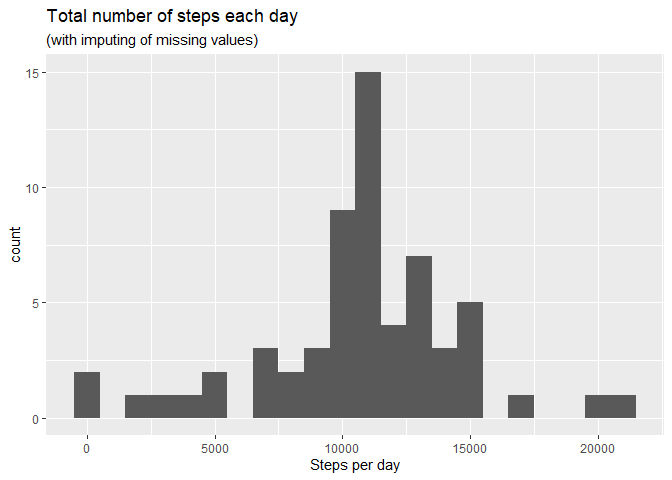 Total number of steps each day
(with imputing of missing values)
15
10
5
0
count
0 5000 10000 15000 20000
Steps per day